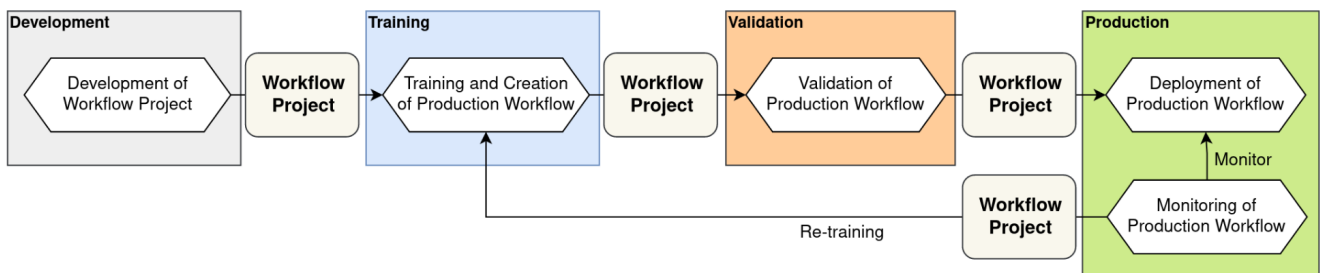 Development
Training
Validation
Production
Development of
Workflow Project
Workflow
Project
Training and Creation
of Production Workflow
Workflow
Project
Validation of
Production Workflow
Workflow
Project
Deployment of
Production Workflow
Monitor
Workflow
Project
Monitoring of
Production Workflow
Re-training